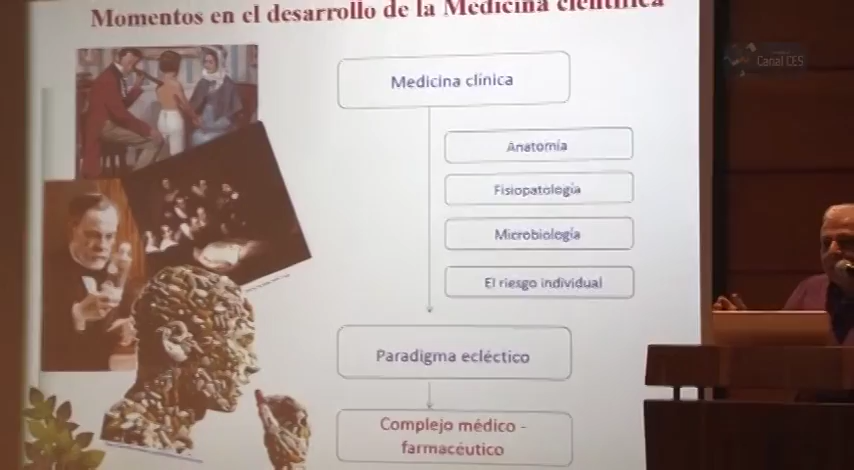 Momentos en el desarrollo de la Medicina científica
Canal CES
Medicina clínica
Anatomía
Fisiopatología
Microbiología
El riesgo individual
Paradigma ecléctico
Complejo médico -
farmacéutico